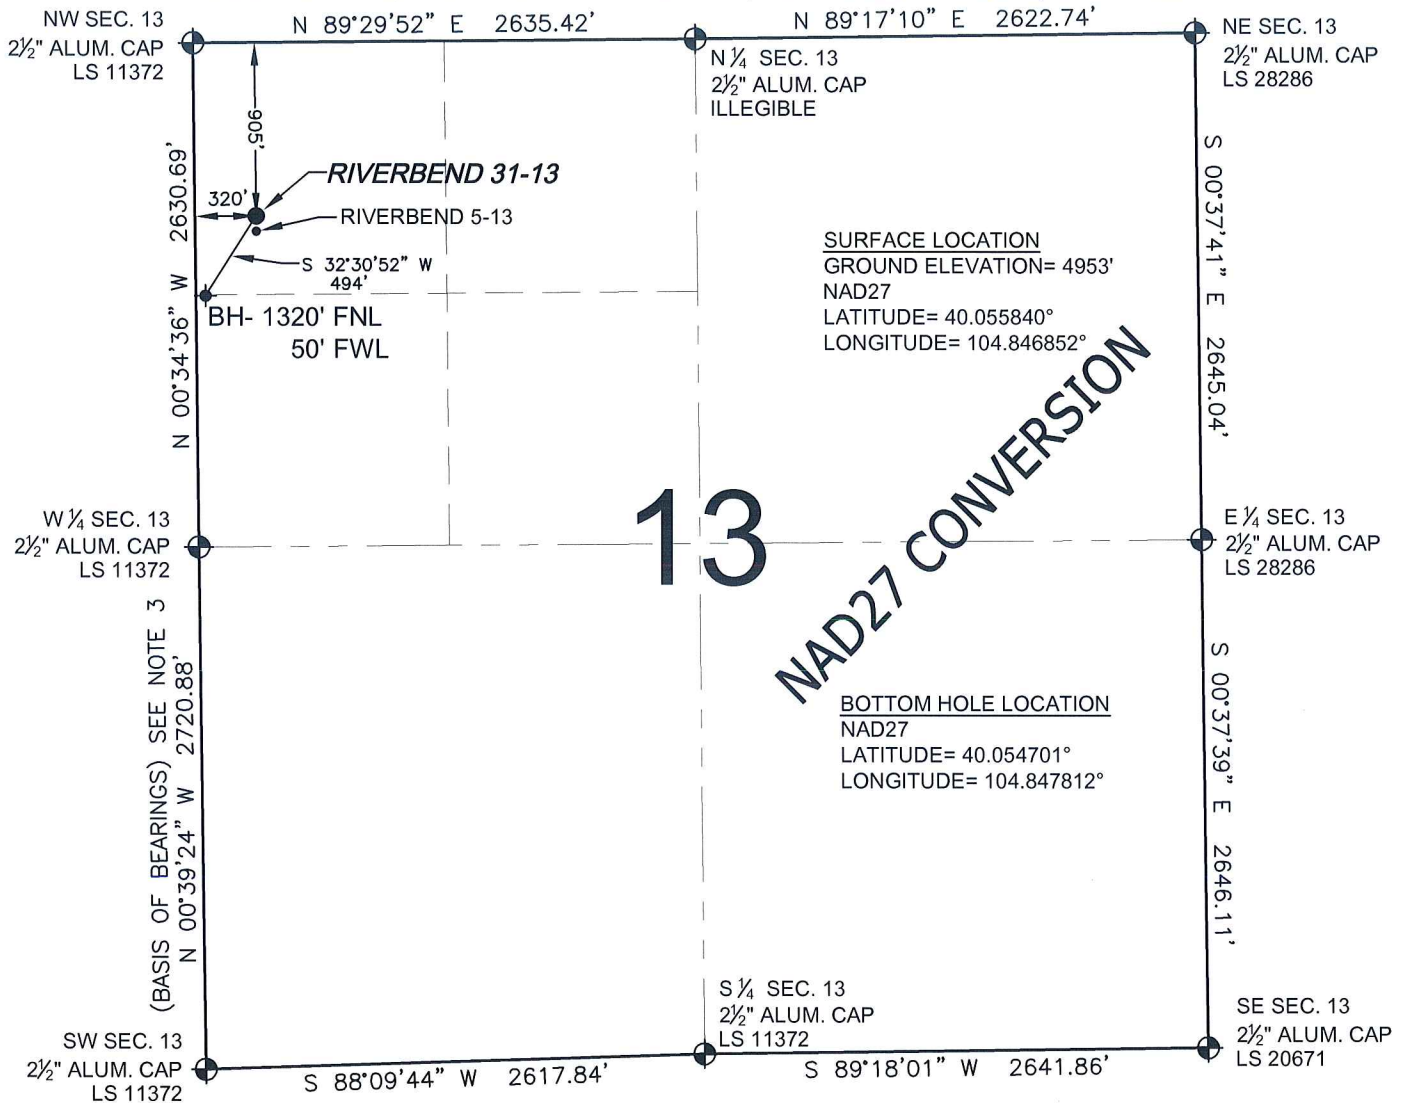 NW SEC. 13
2½" ALUM. CAP
LS 11372
N 89°29'52" E 2635.42'
N 89°17'10" E 2622.74'
NE SEC. 13
2½" ALUM. CAP
LS 28286
N ¼ SEC. 13
2½" ALUM. CAP
ILLEGIBLE
905'
320'
RIVERBEND 31-13
RIVERBEND 5-13
S 32°30'52" W
494'
BH- 1320' FNL
50' FWL
N 00°34'36" W 2630.69'
S 00°37'41" E 2645.04'
SURFACE LOCATION
GROUND ELEVATION= 4953'
NAD27
LATITUDE= 40.055840°
LONGITUDE= 104.846852°
NAD27 CONVERSION
13
W ¼ SEC. 13
2½" ALUM. CAP
LS 11372
E ¼ SEC. 13
2½" ALUM. CAP
LS 28286
(BASIS OF BEARINGS) SEE NOTE 3
N 00°39'24" W 2720.88'
BOTTOM HOLE LOCATION
NAD27
LATITUDE= 40.054701°
LONGITUDE= 104.847812°
S 00°37'39" E 2646.11'
SW SEC. 13
2½" ALUM. CAP
LS 11372
S 88°09'44" W 2617.84'
S ¼ SEC. 13
2½" ALUM. CAP
LS 11372
S 89°18'01" W 2641.86'
SE SEC. 13
2½" ALUM. CAP
LS 20671